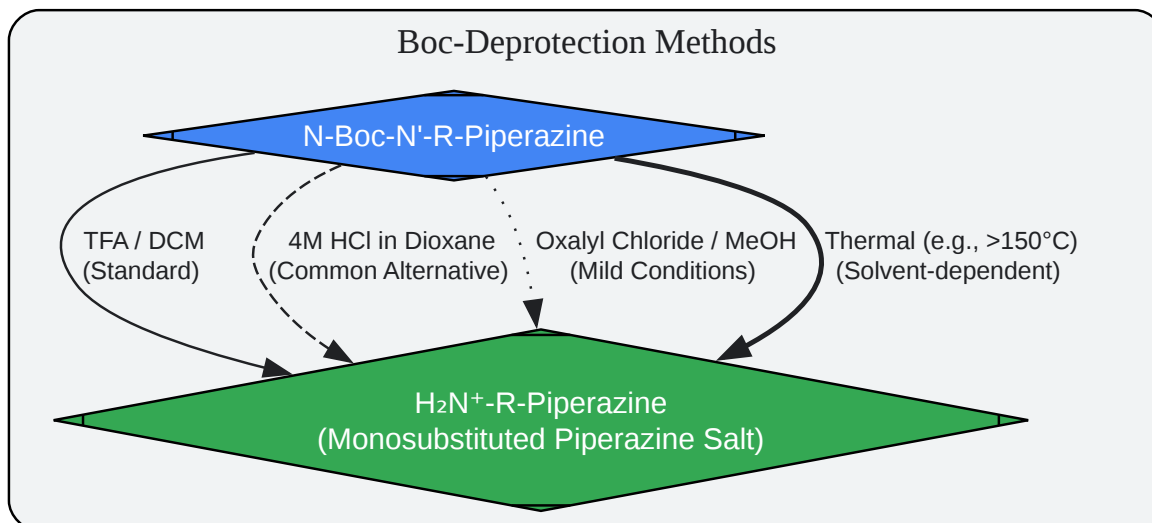 Boc-Deprotection Methods
N-Boc-N'-R-Piperazine
TFA / DCM
(Standard)
4M HCl in Dioxane
(Common Alternative)
Oxalyl Chloride / MeOH
(Mild Conditions)
Thermal (e.g., >150°C)
(Solvent-dependent)
H₂N⁺-R-Piperazine
(Monosubstituted Piperazine Salt)